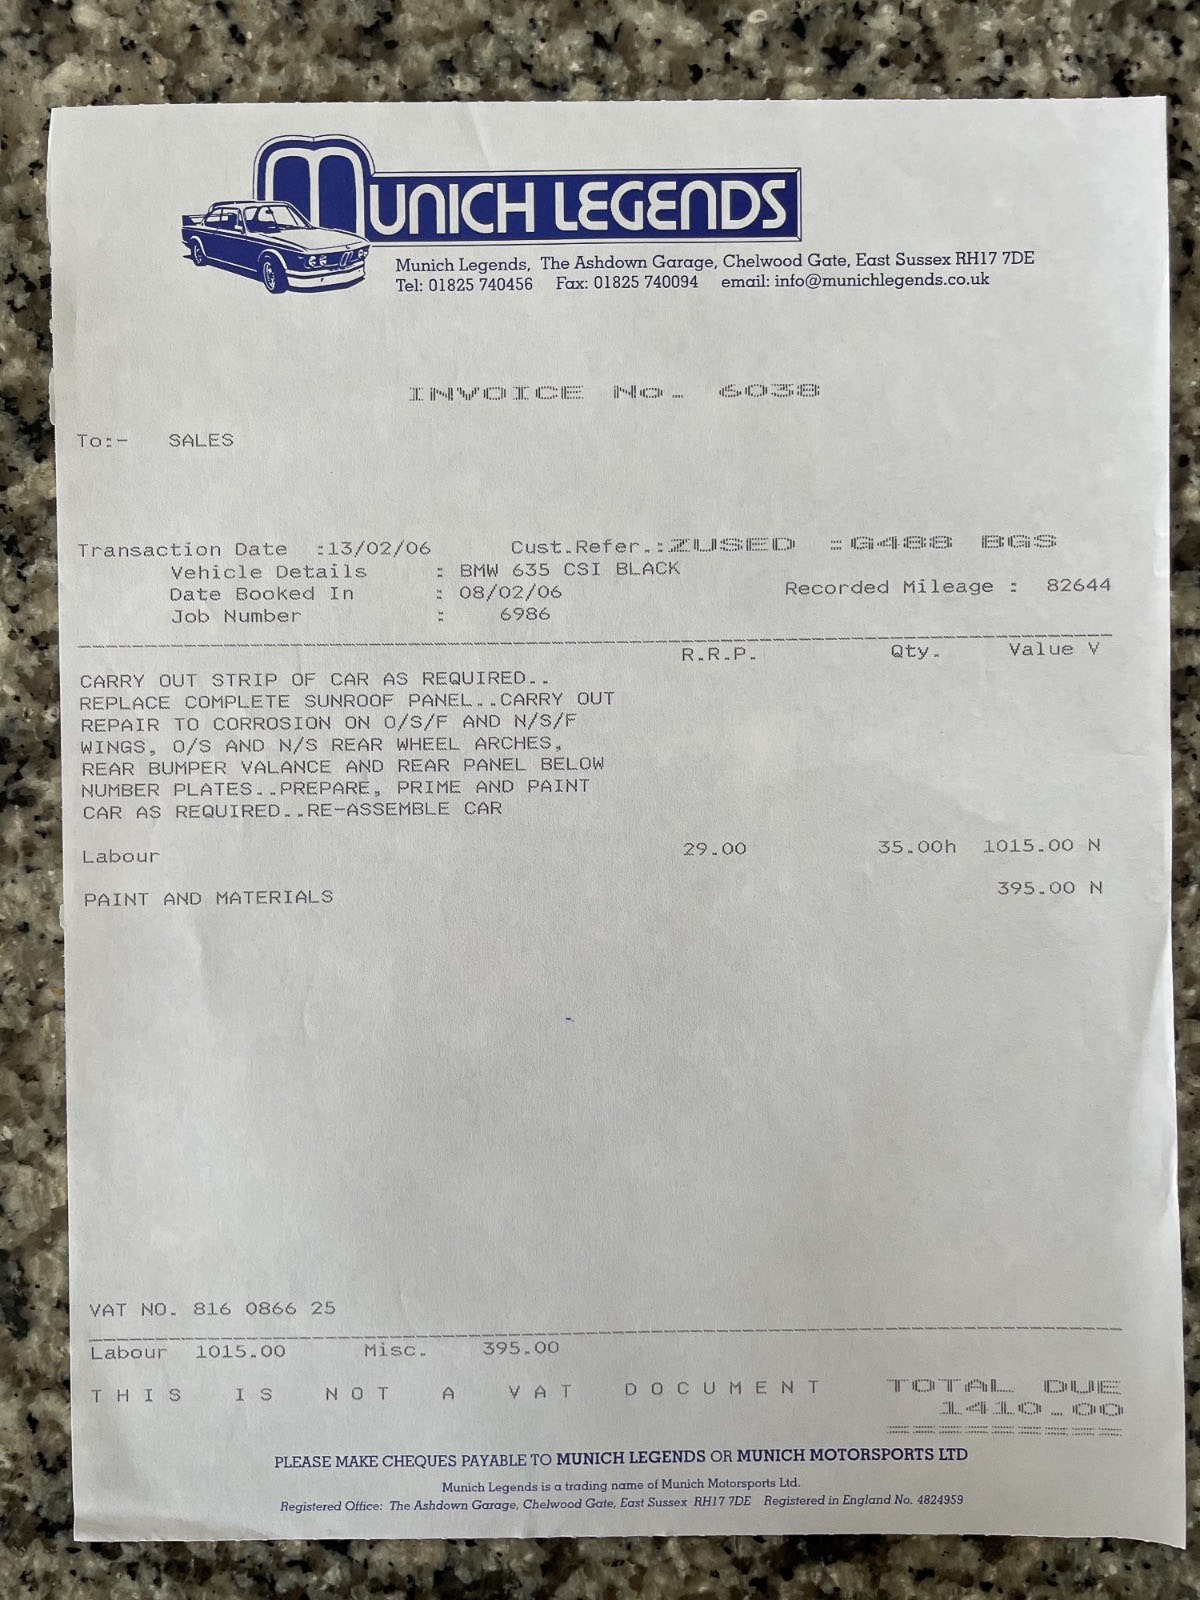 MUNICH LEGENDS
Munich Legends, The Ashdown Garage, Chelwood Gate, East Sussex RH17 7DE
Tel: 01825 740456 Fax: 01825 740094 email: info@munichlegends.co.uk
INVOICE No. 6038
To:- SALES
Transaction Date :13/02/06 Cust.Refer.:ZUSED :G488 BGS
Vehicle Details : BMW 635 CSI BLACK
Date Booked In : 08/02/06 Recorded Mileage : 82644
Job Number : 6986
R.R.P. Qty. Value V
CARRY OUT STRIP OF CAR AS REQUIRED..
REPLACE COMPLETE SUNROOF PANEL..CARRY OUT
REPAIR TO CORROSION ON O/S/F AND N/S/F
WINGS, O/S AND N/S REAR WHEEL ARCHES,
REAR BUMPER VALANCE AND REAR PANEL BELOW
NUMBER PLATES..PREPARE, PRIME AND PAINT
CAR AS REQUIRED..RE-ASSEMBLE CAR
Labour 29.00 35.00h 1015.00 N
PAINT AND MATERIALS 395.00 N
VAT NO. 816 0866 25
Labour 1015.00 Misc. 395.00
THIS IS NOT A VAT DOCUMENT TOTAL DUE
1410.00
PLEASE MAKE CHEQUES PAYABLE TO MUNICH LEGENDS OR MUNICH MOTORSPORTS LTD
Munich Legends is a trading name of Munich Motorsports Ltd.
Registered Office: The Ashdown Garage, Chelwood Gate, East Sussex RH17 7DE Registered in England No. 4824959